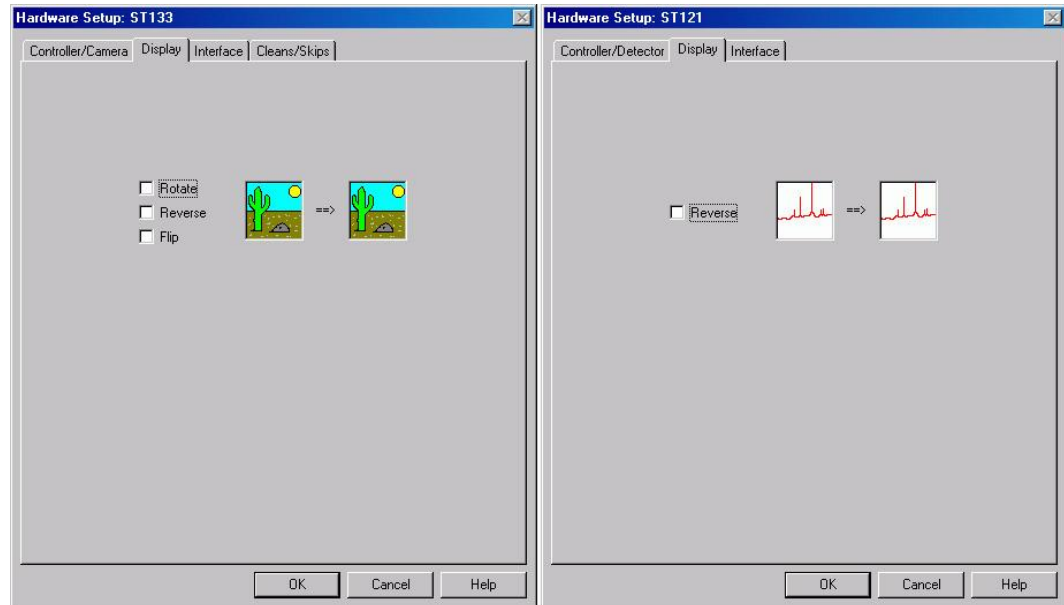 Hardware Setup: ST133
Controller/Camera Display Interface Cleans/Skips
Rotate
Reverse
Flip
==>
OK Cancel Help
Hardware Setup: ST121
Controller/Detector Display Interface
Reverse
==>
OK Cancel Help